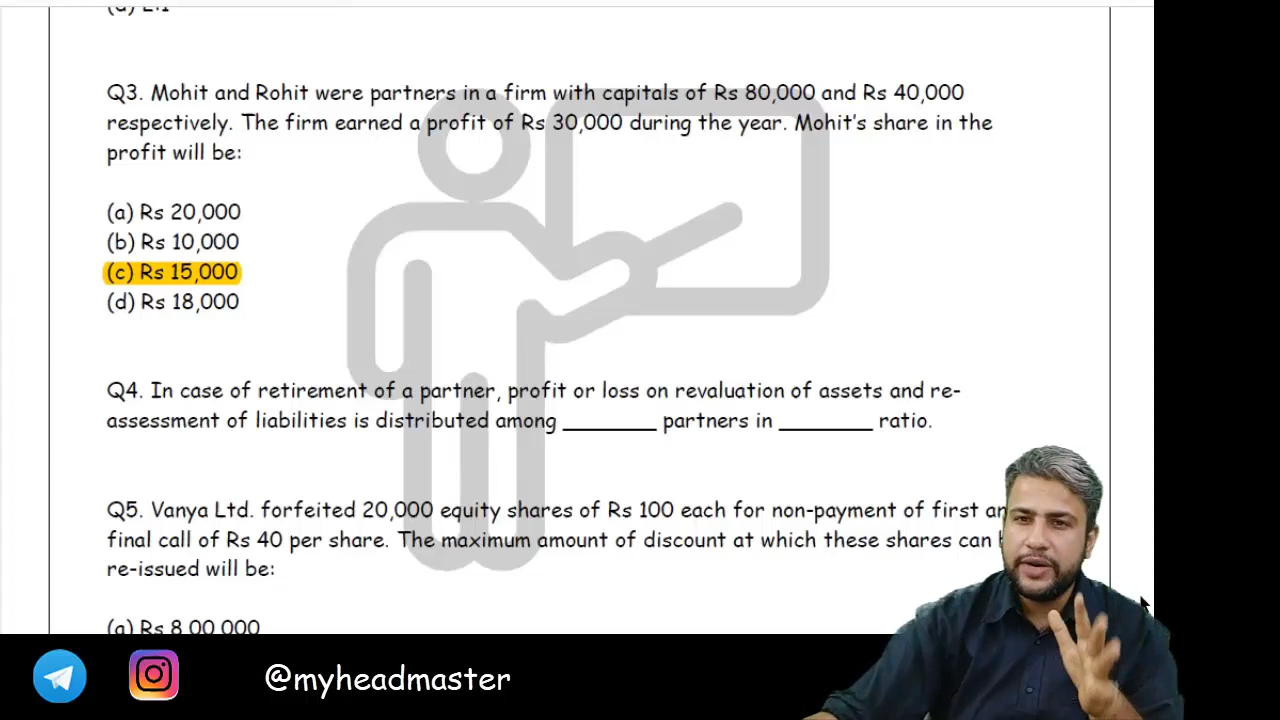 Q3. Mohit and Rohit were partners in a firm with capitals of Rs 80,000 and Rs 40,000
respectively. The firm earned a profit of Rs 30,000 during the year. Mohit's share in the
profit will be:
(a) Rs 20,000
(b) Rs 10,000
(c) Rs 15,000
(d) Rs 18,000
Q4. In case of retirement of a partner, profit or loss on revaluation of assets and re-
assessment of liabilities is distributed among ________ partners in ________ ratio.
Q5. Vanya Ltd. forfeited 20,000 equity shares of Rs 100 each for non-payment of first
final call of Rs 40 per share. The maximum amount of discount at which these shares can
re-issued will be:
(a) Rs 8,00,000
@myheadmaster